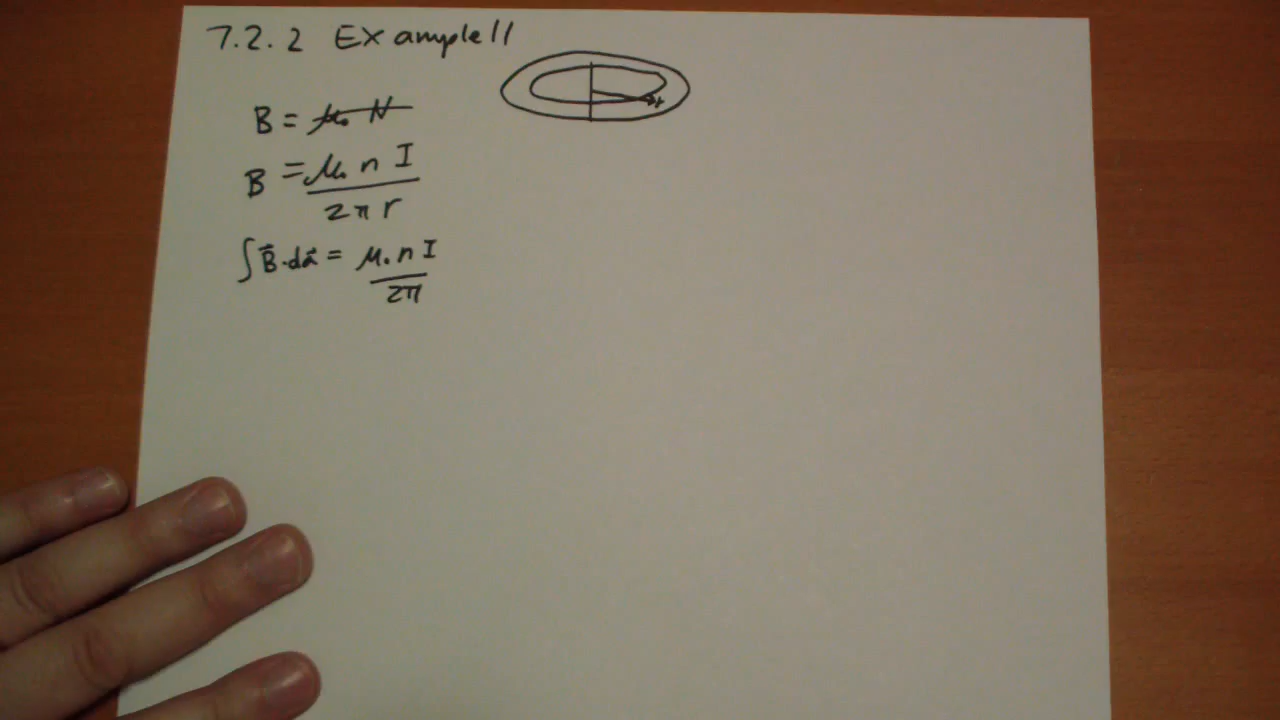 7.2.2 Example 11
B = μ₀ N
B = μ₀ n I
2π r
∫B⃗·da⃗ = μ₀ n I
2π